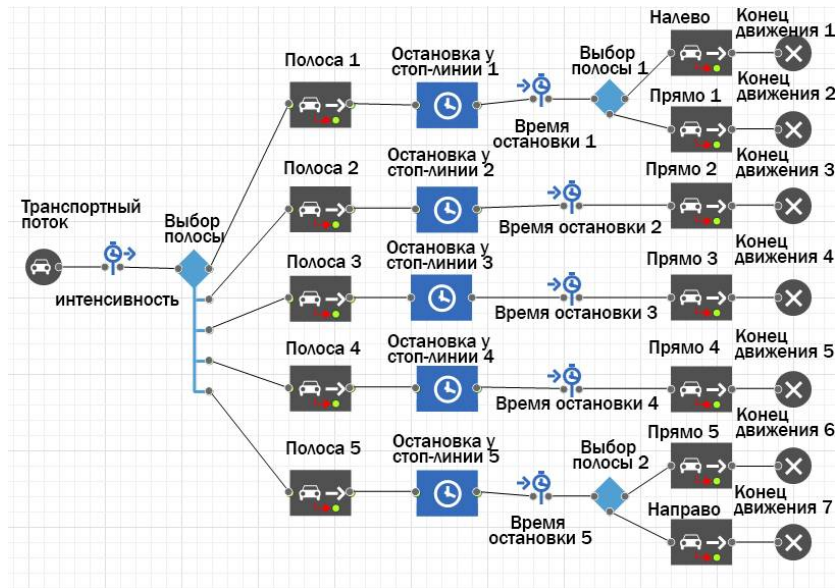 Налево
Конец
движения 1
Полоса 1
Остановка у
стоп-линии 1
Выбор
полосы 1
Прямо 1
Конец
движения 2
Время
остановки 1
Полоса 2
Остановка у
стоп-линии 2
Прямо 2
Конец
движения 3
Транспортный
поток
Выбор
полосы
Время остановки 2
интенсивность
Полоса 3
Остановка у
стоп-линии 3
Прямо 3
Конец
движения 4
Время остановки 3
Полоса 4
Остановка у
стоп-линии 4
Прямо 4
Конец
движения 5
Время остановки 4
Полоса 5
Остановка у
стоп-линии 5
Выбор
полосы 2
Прямо 5
Конец
движения 6
Время
остановки 5
Направо
Конец
движения 7